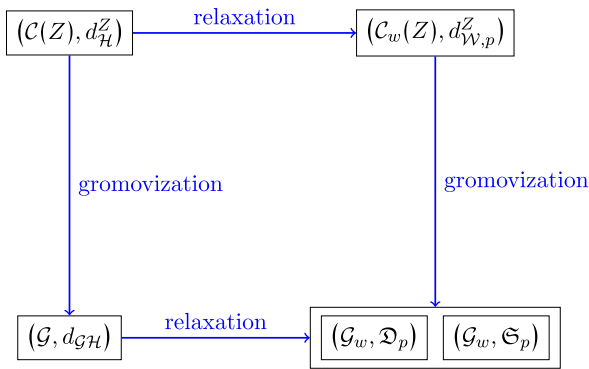 relaxation
(𝒞(Z), d_ℋ^Z)
(𝒞_w(Z), d_{𝒲,p}^Z)
gromovization
gromovization
relaxation
(𝒢, d_{𝒢ℋ})
(𝒢_w, 𝔇_p)
(𝒢_w, 𝔖_p)